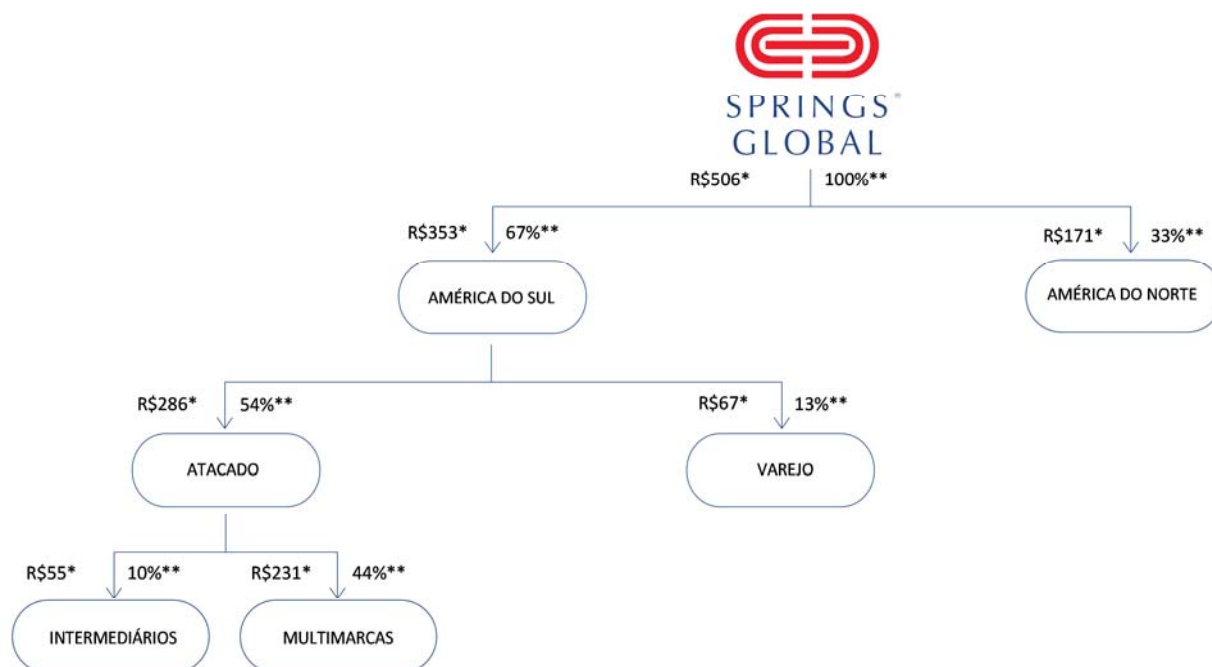 SPRINGS®
GLOBAL
R$506* 100%**
R$353* 67%** R$171* 33%**
AMÉRICA DO SUL AMÉRICA DO NORTE
R$286* 54%** R$67* 13%**
ATACADO VAREJO
R$55* 10%** R$231* 44%**
INTERMEDIÁRIOS MULTIMARCAS